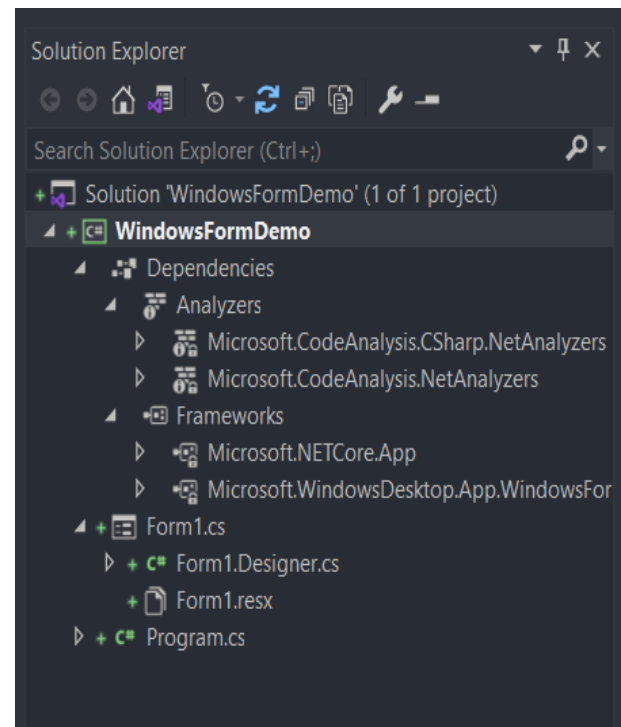 Solution Explorer
Search Solution Explorer (Ctrl+;)
Solution 'WindowsFormDemo' (1 of 1 project)
C# WindowsFormDemo
Dependencies
Analyzers
Microsoft.CodeAnalysis.CSharp.NetAnalyzers
Microsoft.CodeAnalysis.NetAnalyzers
Frameworks
Microsoft.NETCore.App
Microsoft.WindowsDesktop.App.WindowsFor
Form1.cs
C# Form1.Designer.cs
Form1.resx
C# Program.cs